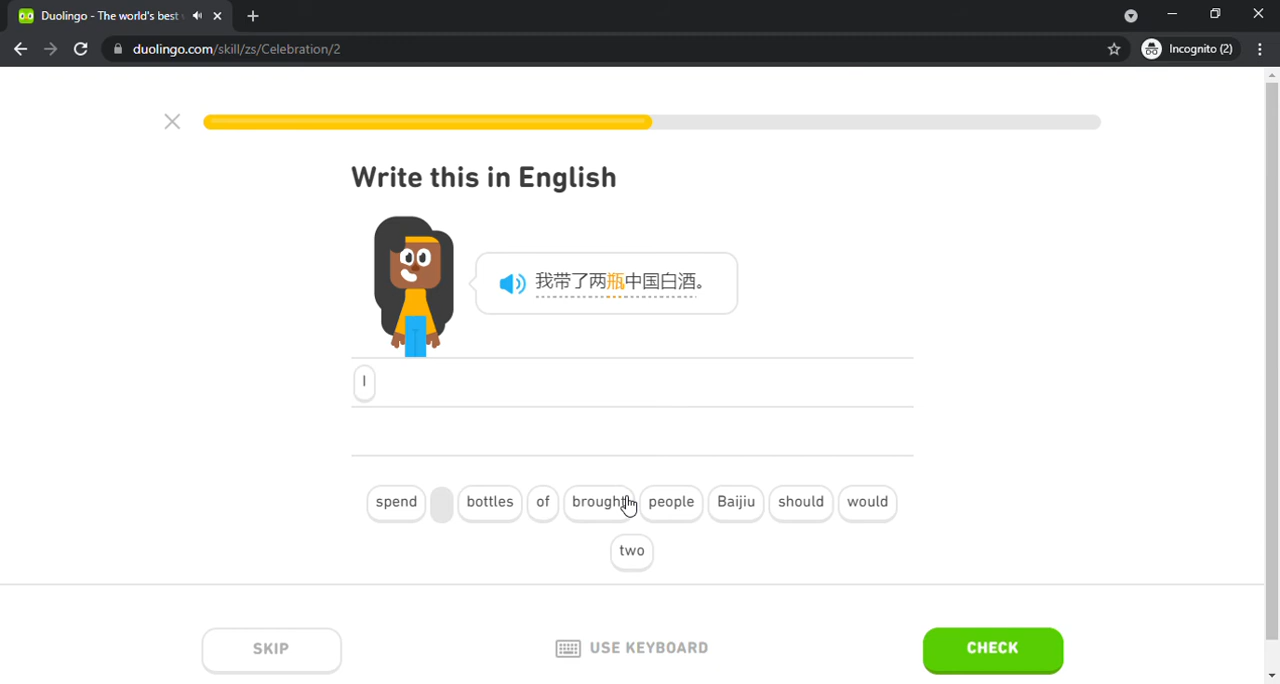 Duolingo - The world's best
duolingo.com/skill/zs/Celebration/2
Incognito (2)
Write this in English
我带了两瓶中国白酒。
I
spend bottles of brought people Baijiu should would
two
SKIP
USE KEYBOARD
CHECK